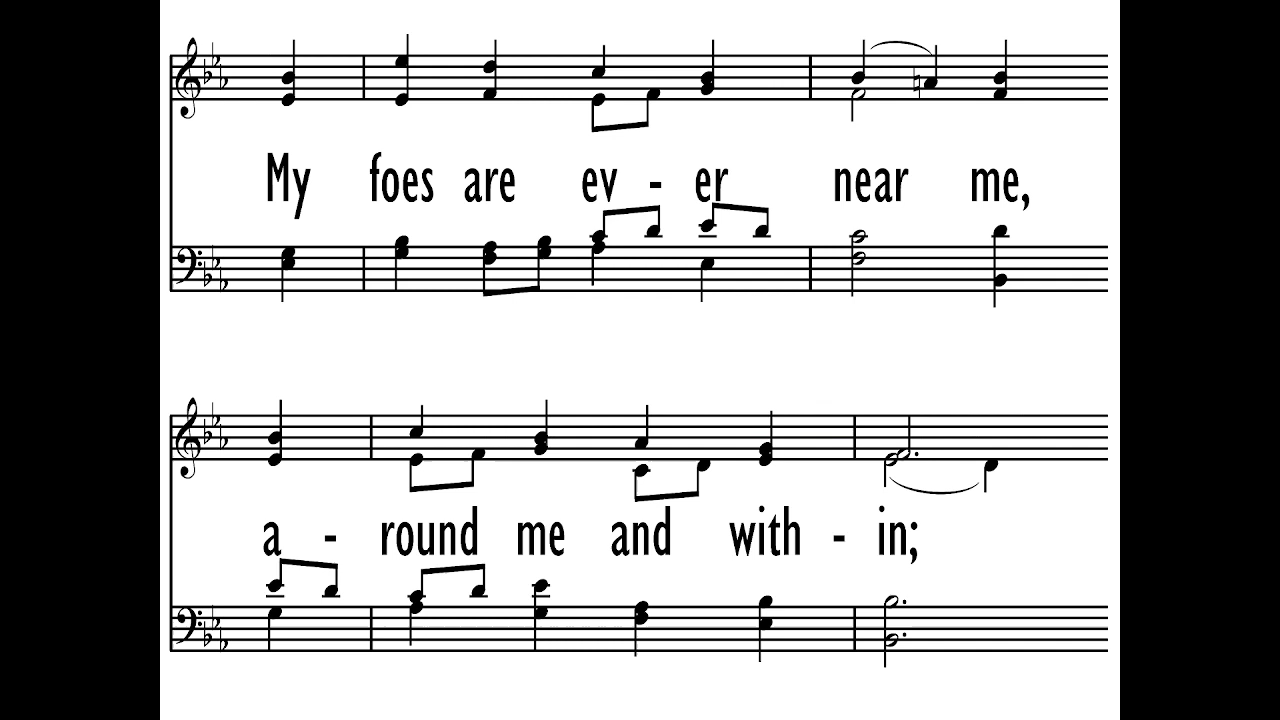 My foes are ev - er near me,
a - round me and with - in;